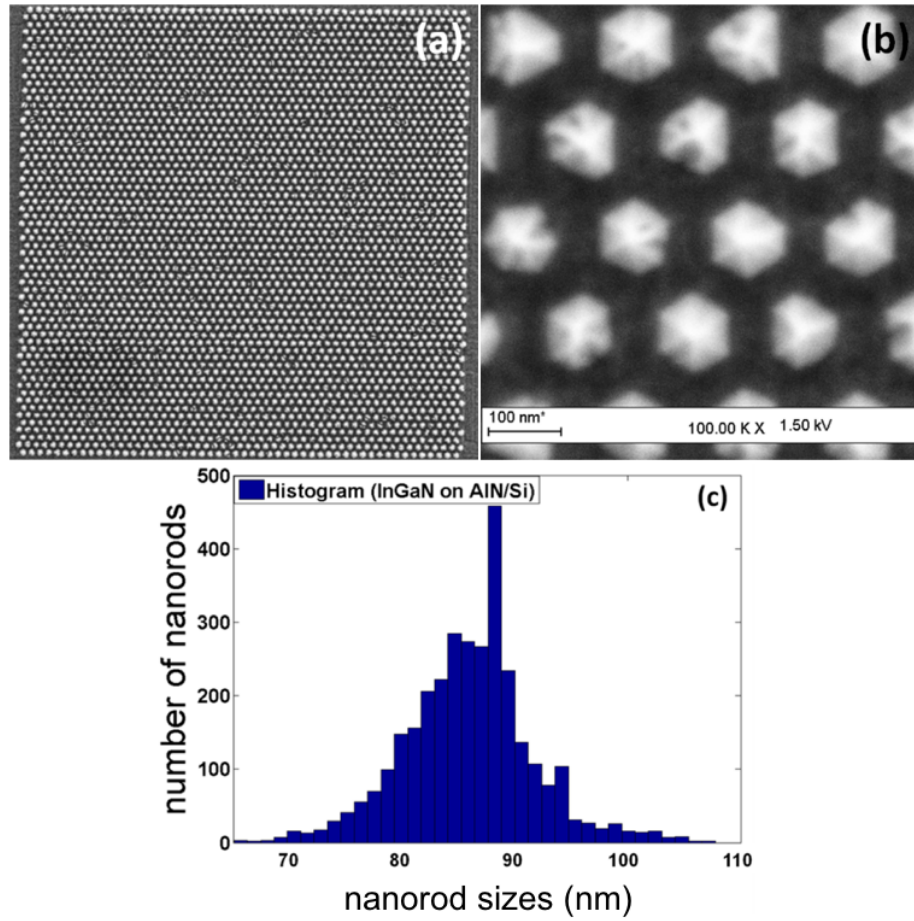 (a)
(b)
100 nm*
100.00 K X 1.50 kV
500
Histogram (InGaN on AlN/Si)
(c)
400
300
200
100
0
number of nanorods
70 80 90 100 110
nanorod sizes (nm)